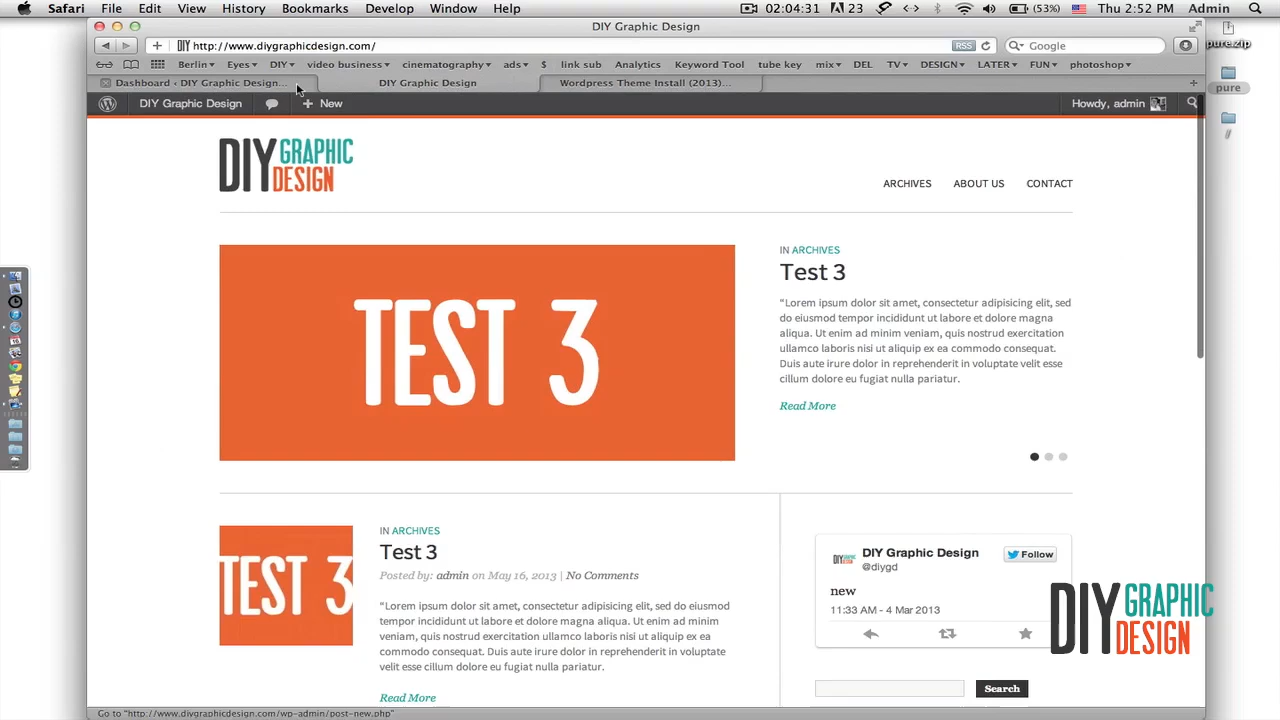 Safari File Edit View History Bookmarks Develop Window Help 02:04:31 23 (53%) Thu 2:52 PM Admin
DIY Graphic Design
DIY http://www.diygraphicdesign.com/ RSS Google
pure.zip
Berlin Eyes DIY video business cinematography ads $ link sub Analytics Keyword Tool tube key mix DEL TV DESIGN LATER FUN photoshop
Dashboard ‹ DIY Graphic Design... DIY Graphic Design Wordpress Theme Install (2013)...
pure
DIY Graphic Design + New Howdy, admin
//
DIY GRAPHIC DESIGN
ARCHIVES ABOUT US CONTACT
TEST 3
IN ARCHIVES
Test 3
"Lorem ipsum dolor sit amet, consectetur adipisicing elit, sed
do eiusmod tempor incididunt ut labore et dolore magna
aliqua. Ut enim ad minim veniam, quis nostrud exercitation
ullamco laboris nisi ut aliquip ex ea commodo consequat.
Duis aute irure dolor in reprehenderit in voluptate velit esse
cillum dolore eu fugiat nulla pariatur.
Read More
TEST 3
IN ARCHIVES
Test 3
Posted by: admin on May 16, 2013 | No Comments
"Lorem ipsum dolor sit amet, consectetur adipisicing elit, sed do eiusmod
tempor incididunt ut labore et dolore magna aliqua. Ut enim ad minim
veniam, quis nostrud exercitation ullamco laboris nisi ut aliquip ex ea
commodo consequat. Duis aute irure dolor in reprehenderit in voluptate
velit esse cillum dolore eu fugiat nulla pariatur.
Read More
DIY GRAPHIC DESIGN
DIY Graphic Design
@diygd
Follow
new
11:33 AM - 4 Mar 2013
Search
DIY GRAPHIC DESIGN
Go to "http://www.diygraphicdesign.com/wp-admin/post-new.php"